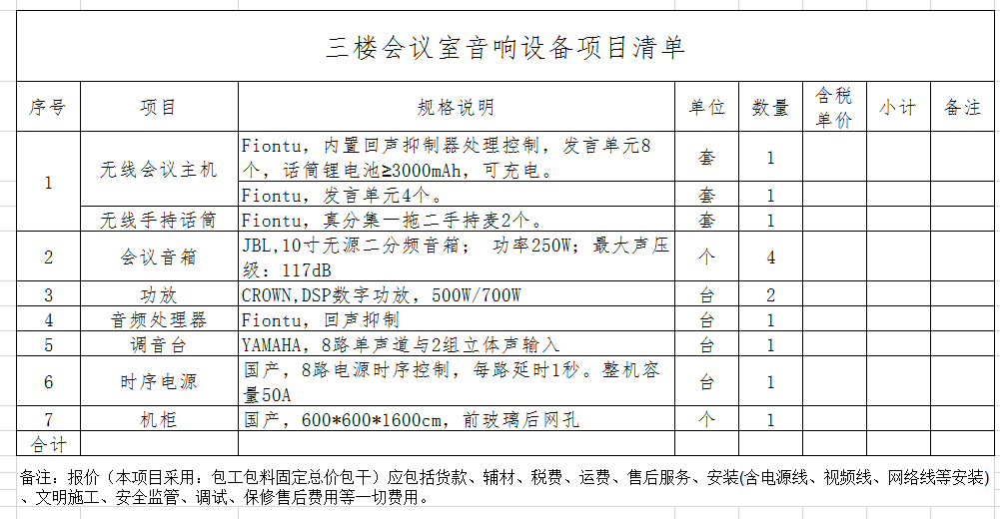 三楼会议室音响设备项目清单
序号 项目 规格说明 单位 数量 含税单价 小计 备注
1 无线会议主机 Fiontu，内置回声抑制器处理控制，发言单元8
个，话筒锂电池≥3000mAh，可充电。 套 1
Fiontu，发言单元4个。 套 1
无线手持话筒 Fiontu，真分集一拖二手持麦2个。 套 1
2 会议音箱 JBL,10寸无源二分频音箱； 功率250W；最大声压
级：117dB 个 4
3 功放 CROWN,DSP数字功放，500W/700W 台 2
4 音频处理器 Fiontu，回声抑制 台 1
5 调音台 YAMAHA，8路单声道与2组立体声输入 台 1
6 时序电源 国产，8路电源时序控制，每路延时1秒。整机容
量50A 台 1
7 机柜 国产，600*600*1600cm，前玻璃后网孔 个 1
合计
备注：报价（本项目采用：包工包料固定总价包干）应包括货款、辅材、税费、运费、售后服务、安装(含电源线、视频线、网络线等安装)
、文明施工、安全监管、调试、保修售后费用等一切费用。